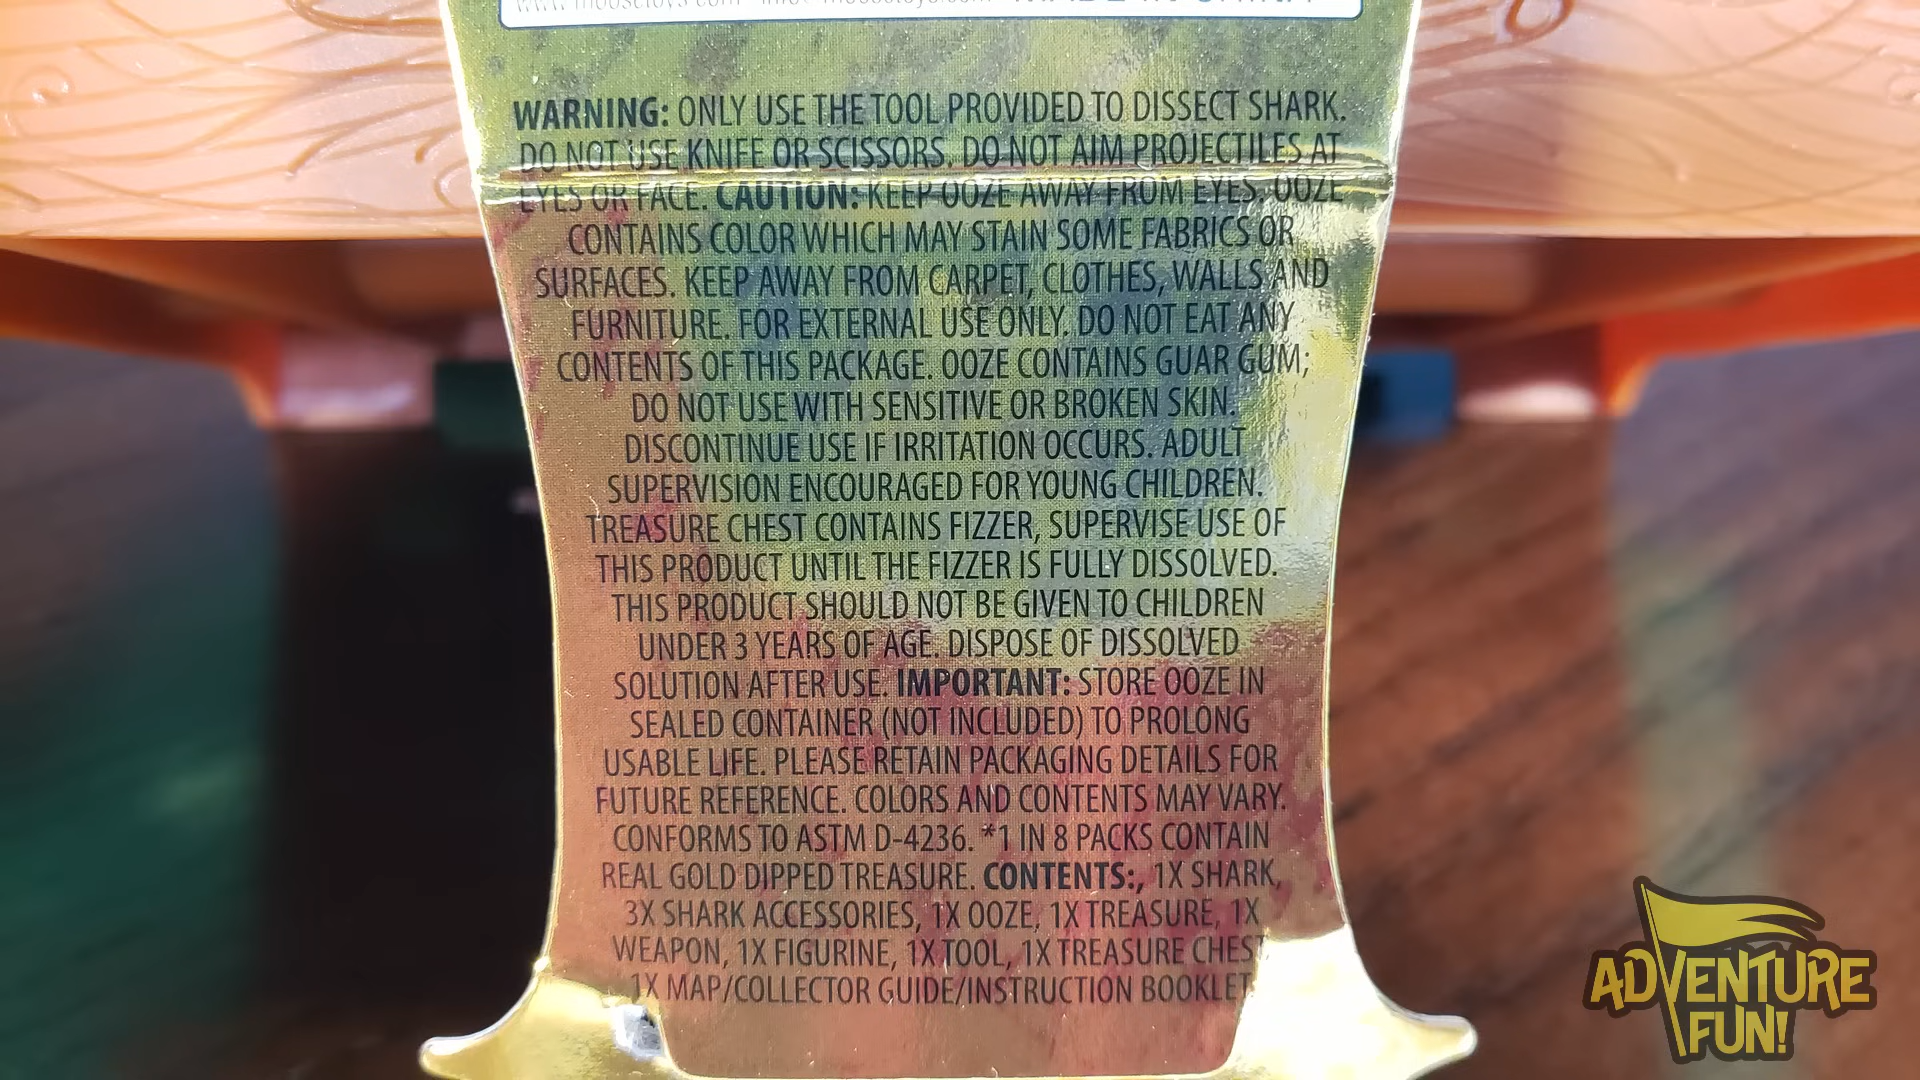 www.moosetoys.com info@moosetoys.com MADE IN CHINA
WARNING: ONLY USE THE TOOL PROVIDED TO DISSECT SHARK.
DO NOT USE KNIFE OR SCISSORS. DO NOT AIM PROJECTILES AT
EYES OR FACE. CAUTION: KEEP OOZE AWAY FROM EYES. OOZE
CONTAINS COLOR WHICH MAY STAIN SOME FABRICS OR
SURFACES. KEEP AWAY FROM CARPET, CLOTHES, WALLS AND
FURNITURE. FOR EXTERNAL USE ONLY. DO NOT EAT ANY
CONTENTS OF THIS PACKAGE. OOZE CONTAINS GUAR GUM;
DO NOT USE WITH SENSITIVE OR BROKEN SKIN.
DISCONTINUE USE IF IRRITATION OCCURS. ADULT
SUPERVISION ENCOURAGED FOR YOUNG CHILDREN.
TREASURE CHEST CONTAINS FIZZER, SUPERVISE USE OF
THIS PRODUCT UNTIL THE FIZZER IS FULLY DISSOLVED.
THIS PRODUCT SHOULD NOT BE GIVEN TO CHILDREN
UNDER 3 YEARS OF AGE. DISPOSE OF DISSOLVED
SOLUTION AFTER USE. IMPORTANT: STORE OOZE IN
SEALED CONTAINER (NOT INCLUDED) TO PROLONG
USABLE LIFE. PLEASE RETAIN PACKAGING DETAILS FOR
FUTURE REFERENCE. COLORS AND CONTENTS MAY VARY.
CONFORMS TO ASTM D-4236. *1 IN 8 PACKS CONTAIN
REAL GOLD DIPPED TREASURE. CONTENTS:, 1X SHARK,
3X SHARK ACCESSORIES, 1X OOZE, 1X TREASURE, 1X
WEAPON, 1X FIGURINE, 1X TOOL, 1X TREASURE CHEST
1X MAP/COLLECTOR GUIDE/INSTRUCTION BOOKLET
ADVENTURE
FUN!